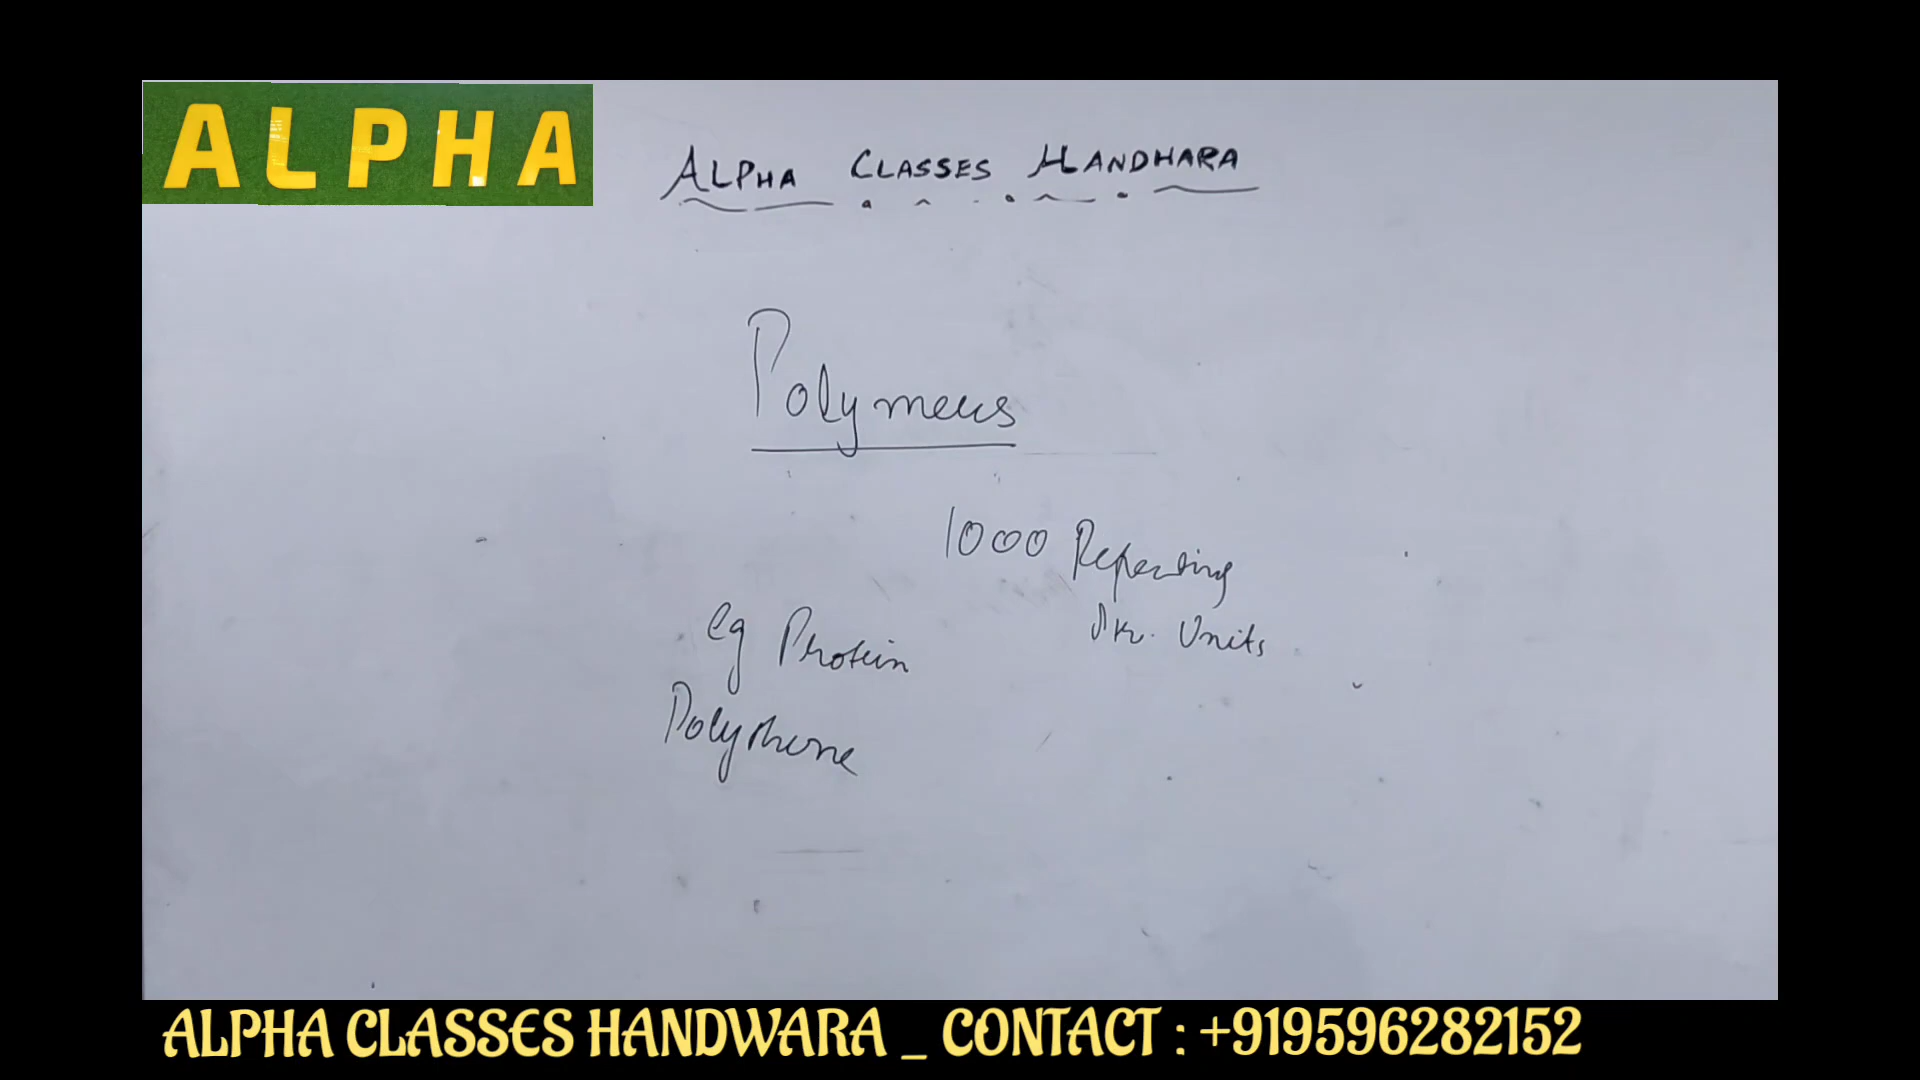 ALPHA
ALPHA CLASSES HANDHARA
Polymers
1000 Repeating
Str. Units
eg Protein
Polythene
ALPHA CLASSES HANDWARA _ CONTACT : +919596282152